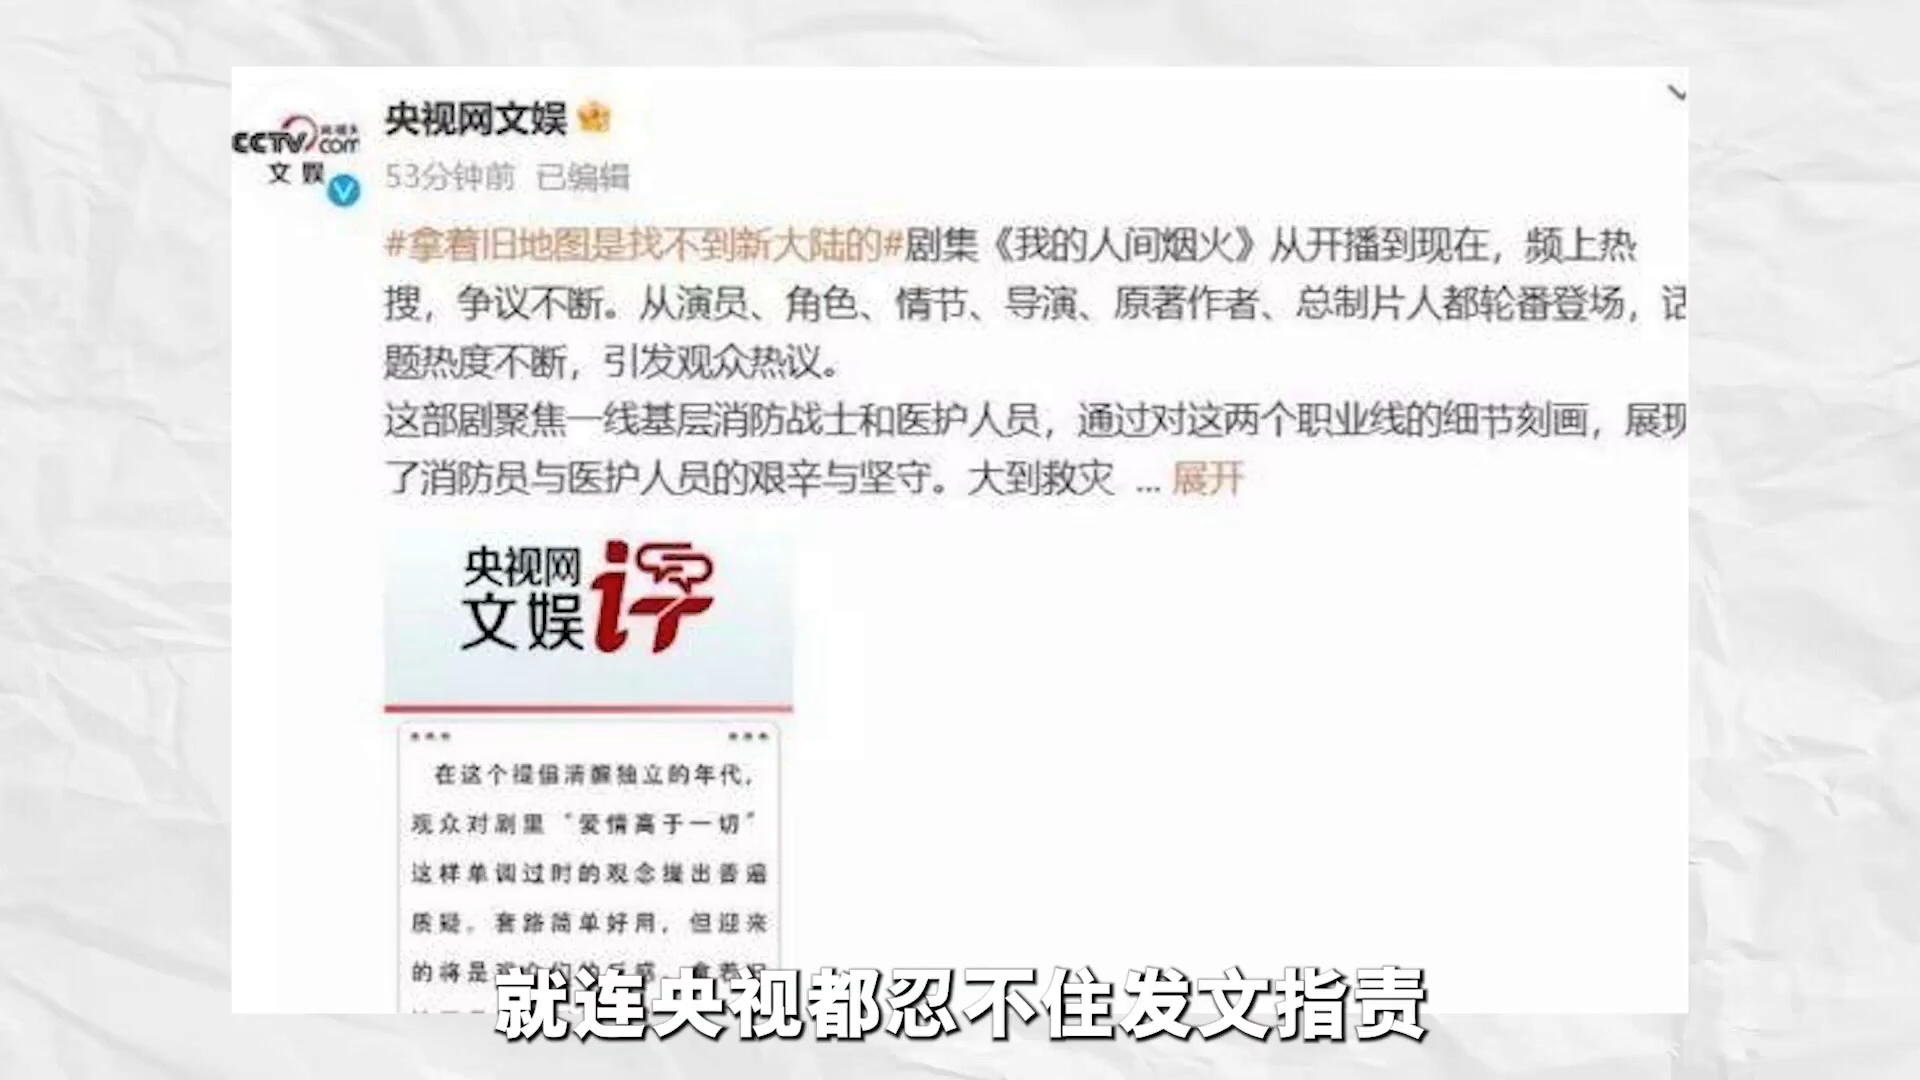 央视网文娱
CCTV com
文娱
53分钟前 已编辑
#拿着旧地图是找不到新大陆的#剧集《我的人间烟火》从开播到现在，频上热
搜，争议不断。从演员、角色、情节、导演、原著作者、总制片人都轮番登场，话
题热度不断，引发观众热议。
这部剧聚焦一线基层消防战士和医护人员，通过对这两个职业线的细节刻画，展现
了消防员与医护人员的艰辛与坚守。大到救灾 ... 展开
央视网
文娱评
在这个提倡清醒独立的年代，
观众对剧里“爱情高于一切”
这样单调过时的观念提出普遍
质疑。套路简单好用，但迎来
的将是
就连央视都忍不住发文指责